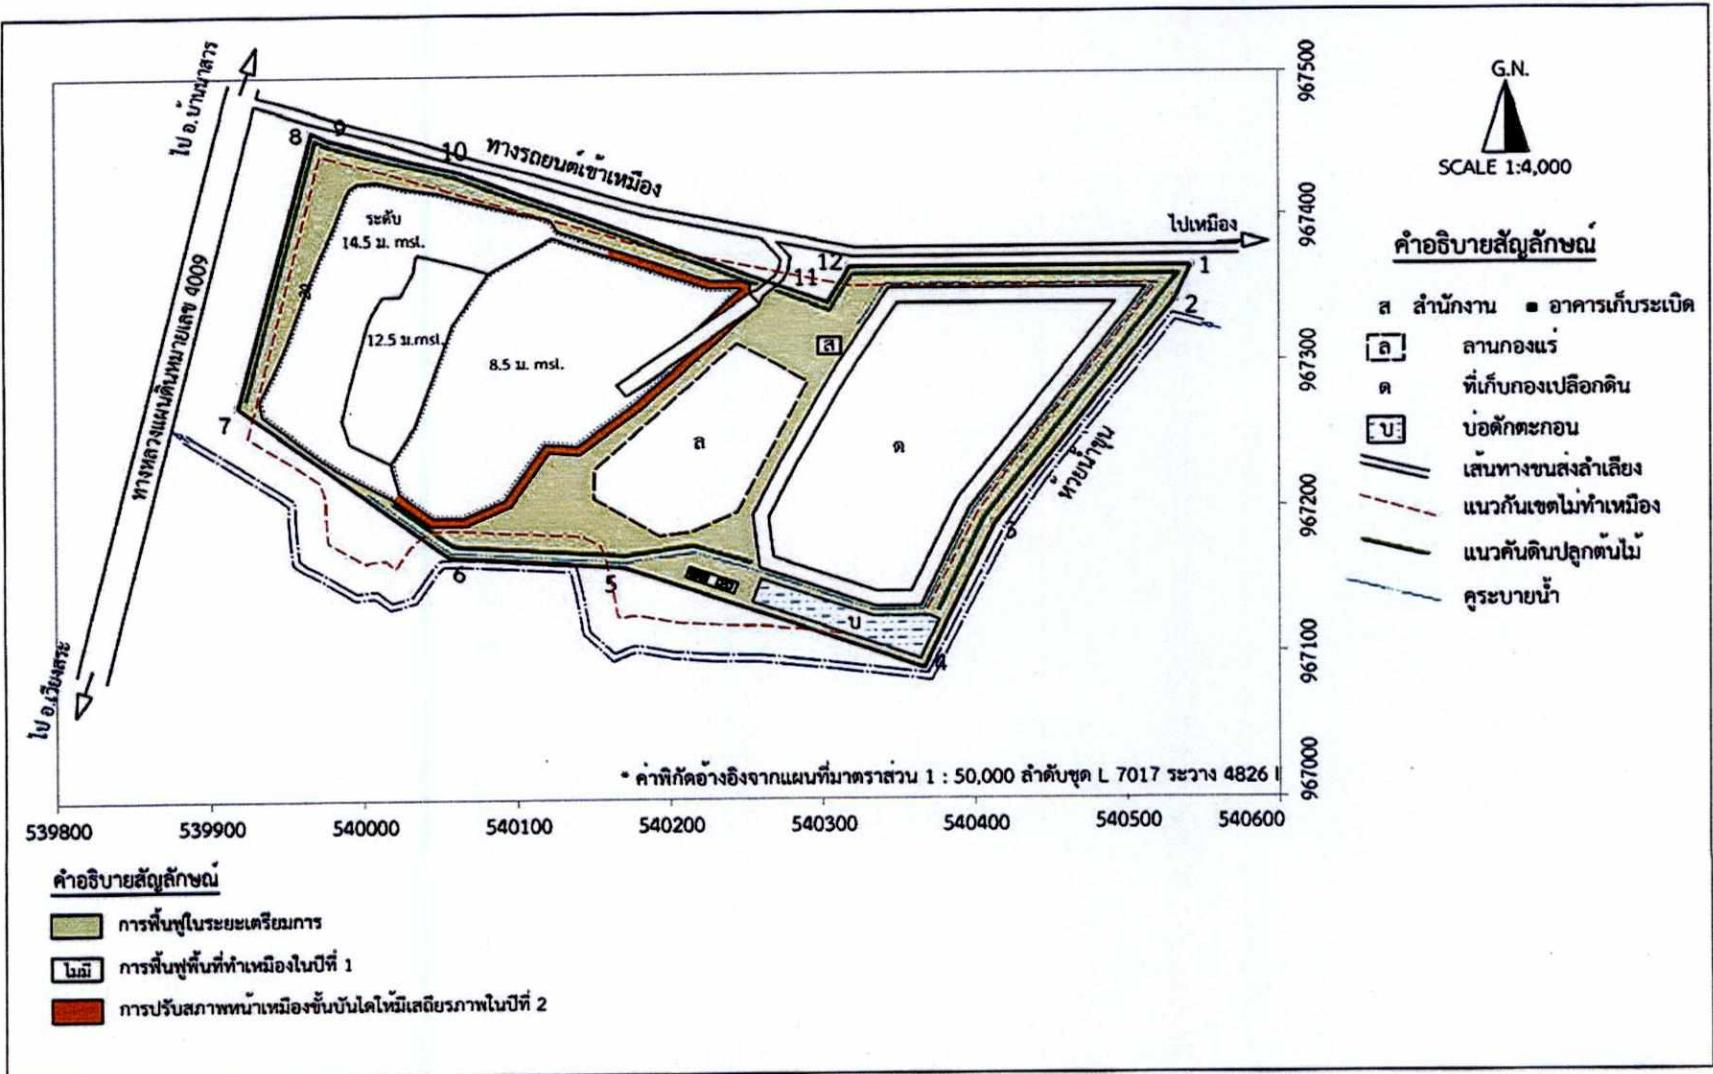 ไป อ.บ้านนาสาร
8
9
10
ทางรถยนต์เข้าเหมือง
ไปเหมือง
12
11
1
2
ระดับ
14.5 ม. msl.
12.5 ม.msl.
8.5 ม. msl.
ส
ล
ด
7
ทางหลวงแผ่นดินหมายเลข 4009
ห้วยน้ำขุน
3
6
5
บ
4
ไป อ.เวียงสระ
967500
967400
967300
967200
967100
967000
* ค่าพิกัดอ้างอิงจากแผนที่มาตราส่วน 1 : 50,000 ลำดับชุด L 7017 ระวาง 4826 I
539800 539900 540000 540100 540200 540300 540400 540500 540600
G.N.
SCALE 1:4,000
คำอธิบายสัญลักษณ์
ส สำนักงาน ■ อาคารเก็บระเบิด
ล ลานกองแร่
ด ที่เก็บกองเปลือกดิน
บ บ่อดักตะกอน
เส้นทางขนส่งลำเลียง
แนวกันเขตไม่ทำเหมือง
แนวคันดินปลูกต้นไม้
คูระบายน้ำ
คำอธิบายสัญลักษณ์
การฟื้นฟูในระยะเตรียมการ
ไม่มี การฟื้นฟูพื้นที่ทำเหมืองในปีที่ 1
การปรับสภาพหน้าเหมืองขั้นบันไดให้มีเสถียรภาพในปีที่ 2